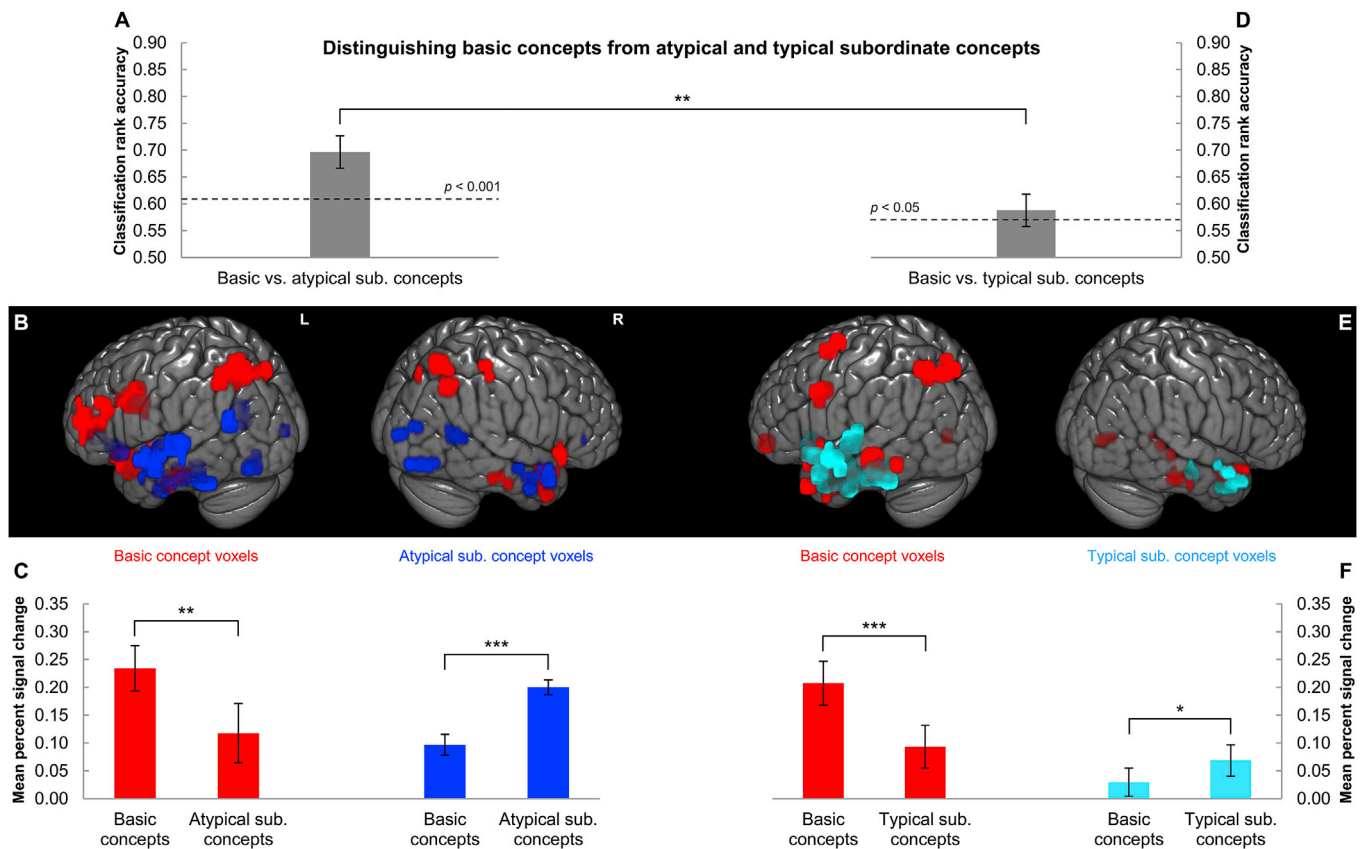 A
D
Distinguishing basic concepts from atypical and typical subordinate concepts
Classification rank accuracy
0.90
0.85
0.80
0.75
0.70
0.65
0.60
0.55
0.50
**
p < 0.001
Basic vs. atypical sub. concepts
p < 0.05
Basic vs. typical sub. concepts
0.90
0.85
0.80
0.75
0.70
0.65
0.60
0.55
0.50
Classification rank accuracy
B
L
R
E
Basic concept voxels
Atypical sub. concept voxels
Basic concept voxels
Typical sub. concept voxels
C
F
Mean percent signal change
0.35
0.30
0.25
0.20
0.15
0.10
0.05
0.00
**
***
***
*
0.35
0.30
0.25
0.20
0.15
0.10
0.05
0.00
Mean percent signal change
Basic
concepts
Atypical sub.
concepts
Basic
concepts
Atypical sub.
concepts
Basic
concepts
Typical sub.
concepts
Basic
concepts
Typical sub.
concepts